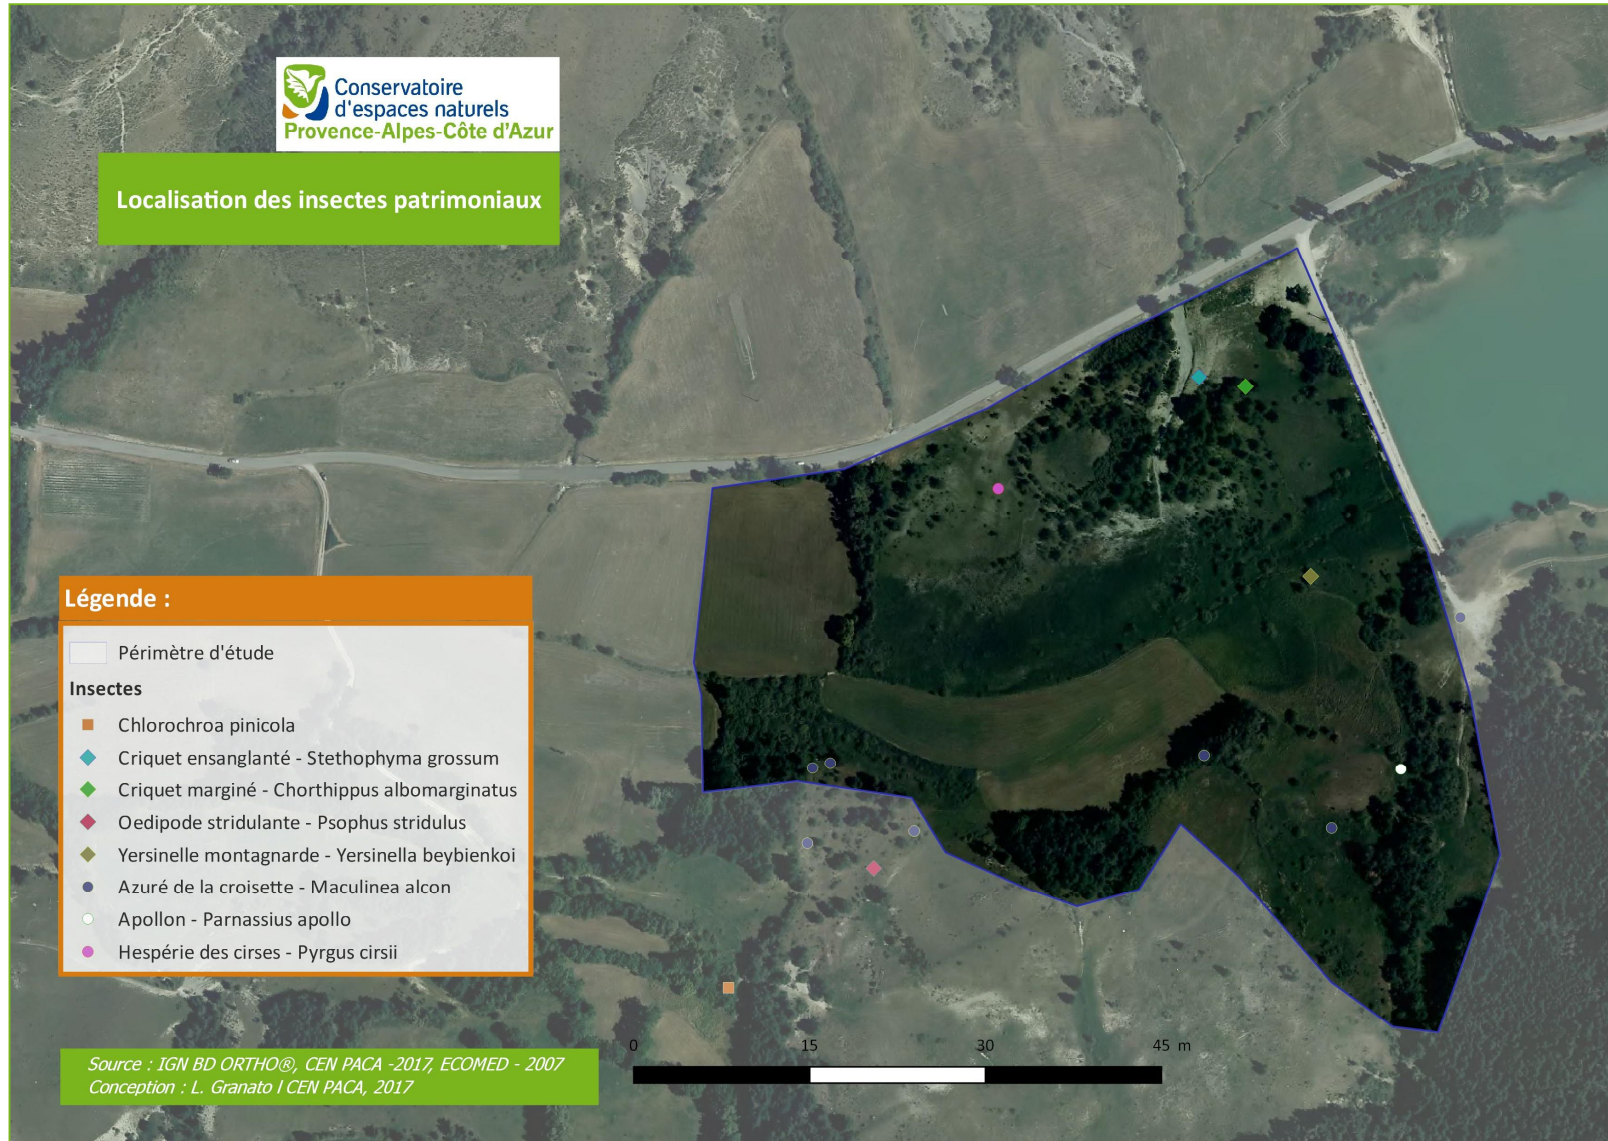 Conservatoire
d'espaces naturels
Provence-Alpes-Côte d'Azur
Localisation des insectes patrimoniaux
Légende :
Périmètre d'étude
Insectes
Chlorochroa pinicola
Criquet ensanglanté - Stethophyma grossum
Criquet marginé - Chorthippus albomarginatus
Oedipode stridulante - Psophus stridulus
Yersinelle montagnarde - Yersinella beybienkoi
Azuré de la croisette - Maculinea alcon
Apollon - Parnassius apollo
Hespérie des cirses - Pyrgus cirsii
Source : IGN BD ORTHO®, CEN PACA -2017, ECOMED - 2007
Conception : L. Granato I CEN PACA, 2017
0 15 30 45 m